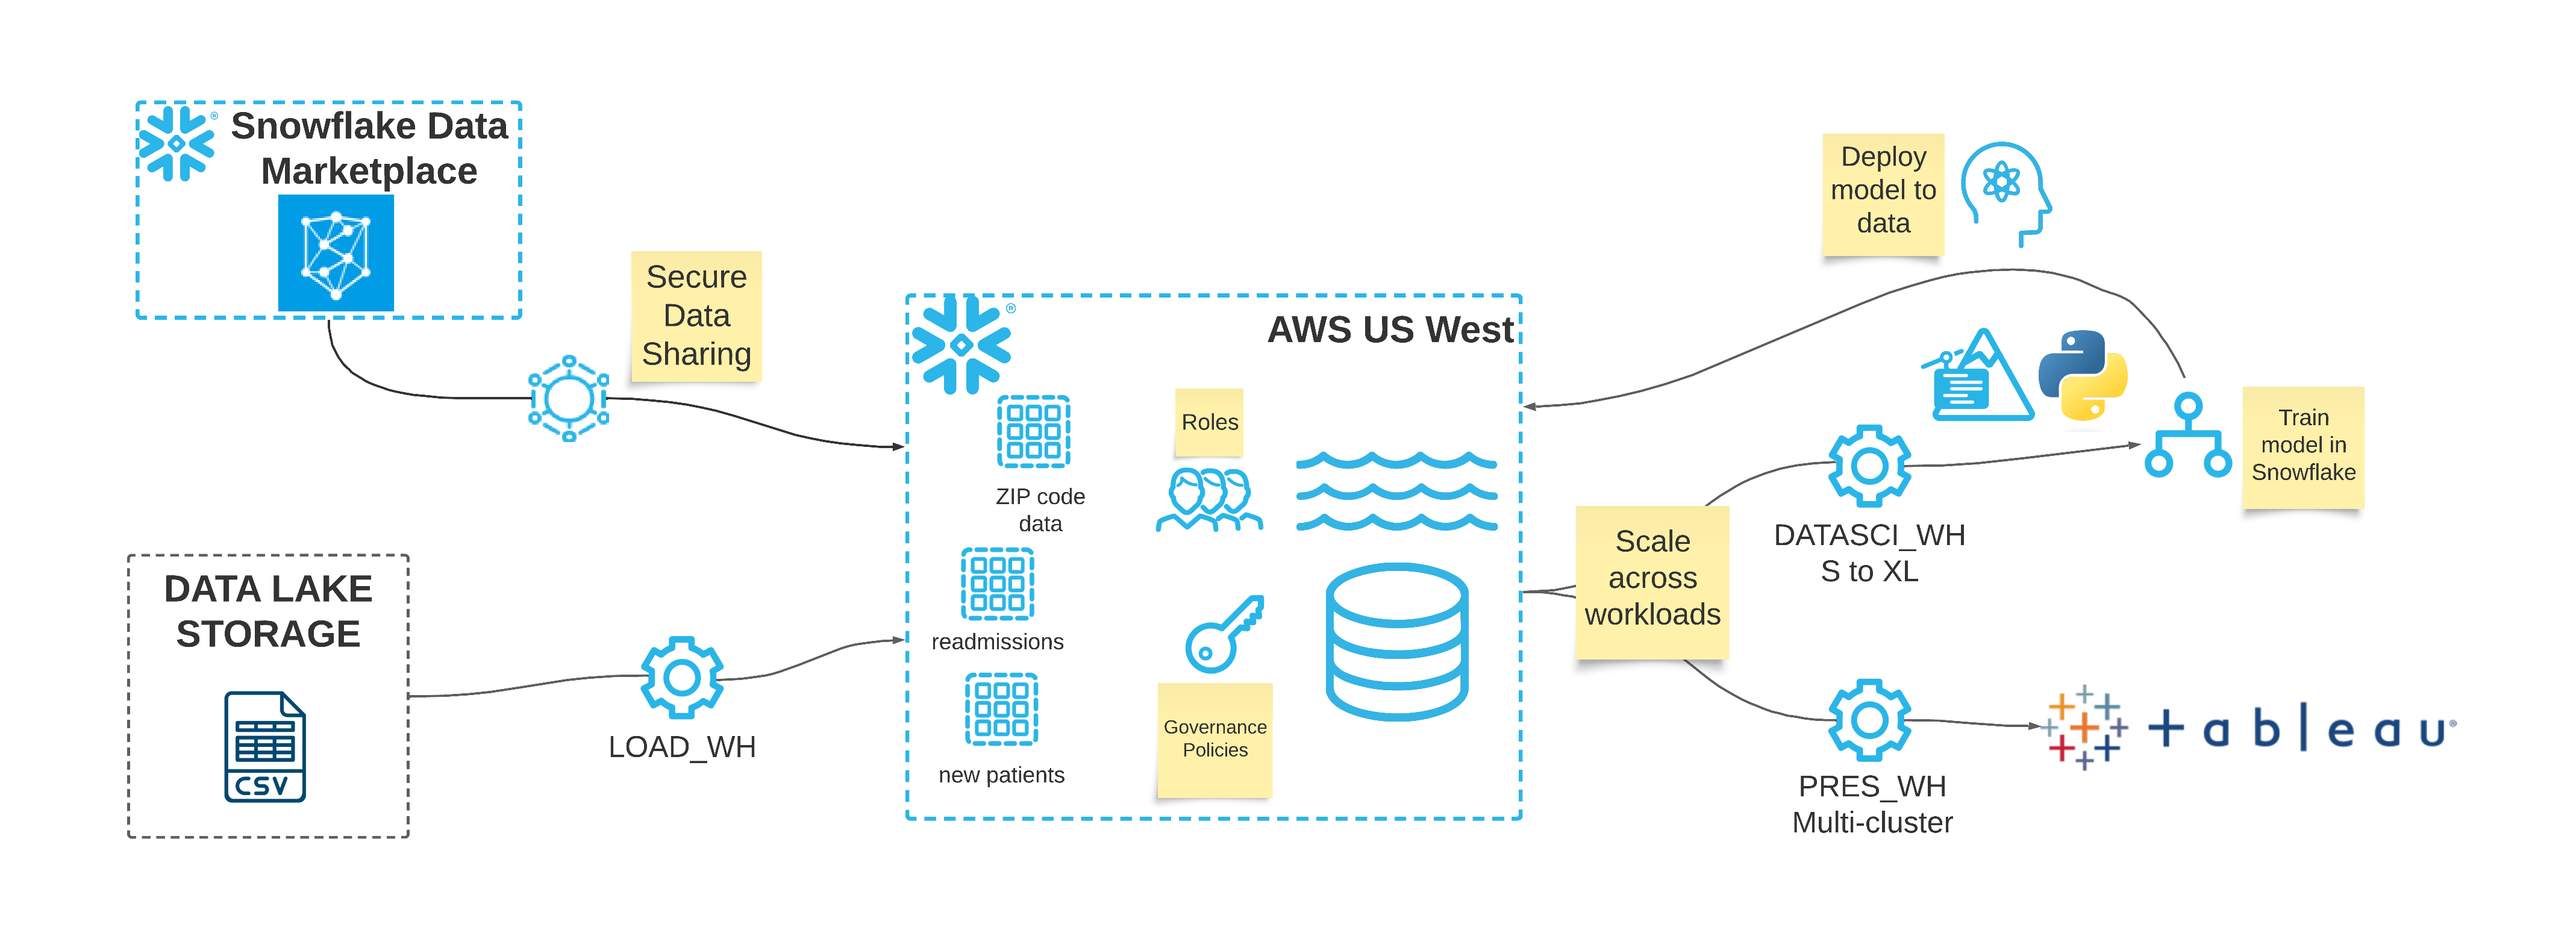 Snowflake Data
Marketplace
Secure
Data
Sharing
DATA LAKE
STORAGE
CSV
LOAD_WH
AWS US West
ZIP code
data
readmissions
new patients
Roles
Governance
Policies
Scale
across
workloads
Deploy
model to
data
DATASCI_WH
S to XL
Train
model in
Snowflake
PRES_WH
Multi-cluster
+ableau®